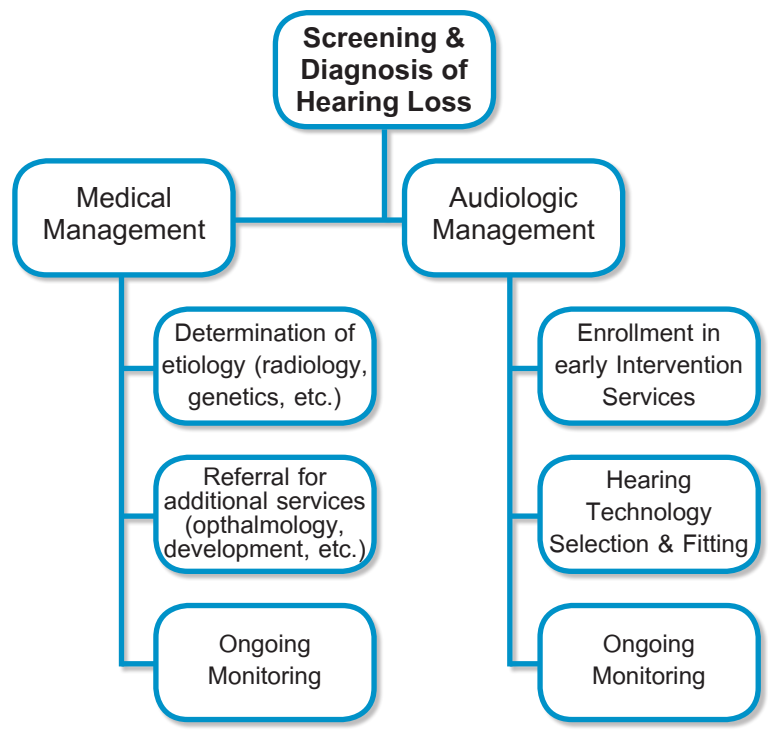 Screening &
Diagnosis of
Hearing Loss
Medical
Management
Audiologic
Management
Determination of
etiology (radiology,
genetics, etc.)
Enrollment in
early Intervention
Services
Referral for
additional services
(opthalmology,
development, etc.)
Hearing
Technology
Selection & Fitting
Ongoing
Monitoring
Ongoing
Monitoring